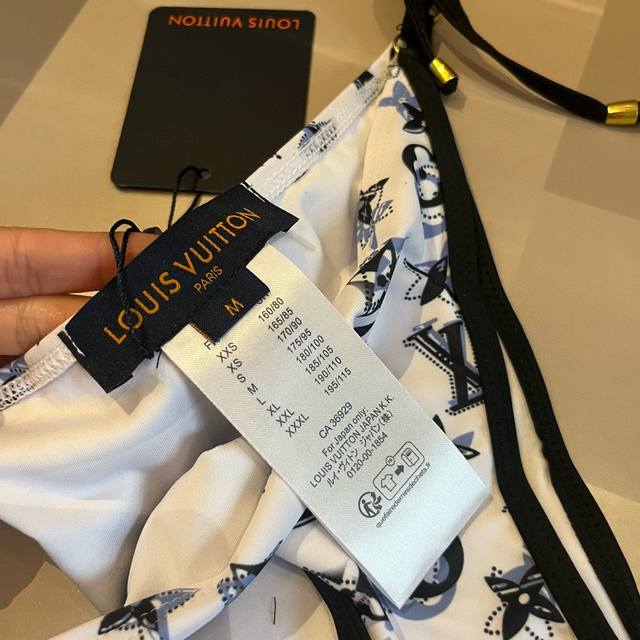 LOUIS VUITTON
LOUIS VUITTON
PARIS
M
160/80
XXS 165/85
XS 170/90
S 175/95
M 180/100
L 185/105
XL 190/110
XXL 195/115
XXXL
CA 36929
For Japan only:
LOUIS VUITTON JAPAN K.K.
ルイ・ヴィトン ジャパン(株)
0120-00-1854
quefairedemesdechets.fr